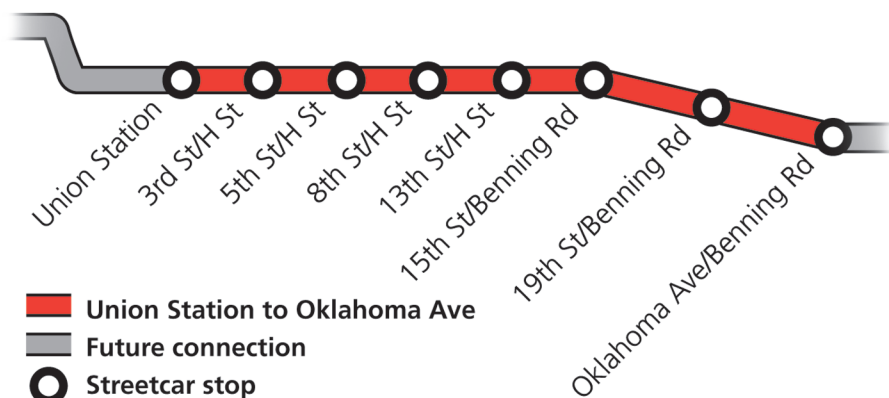 Union Station
3rd St/H St
5th St/H St
8th St/H St
13th St/H St
15th St/Benning Rd
19th St/Benning Rd
Oklahoma Ave/Benning Rd
Union Station to Oklahoma Ave
Future connection
Streetcar stop